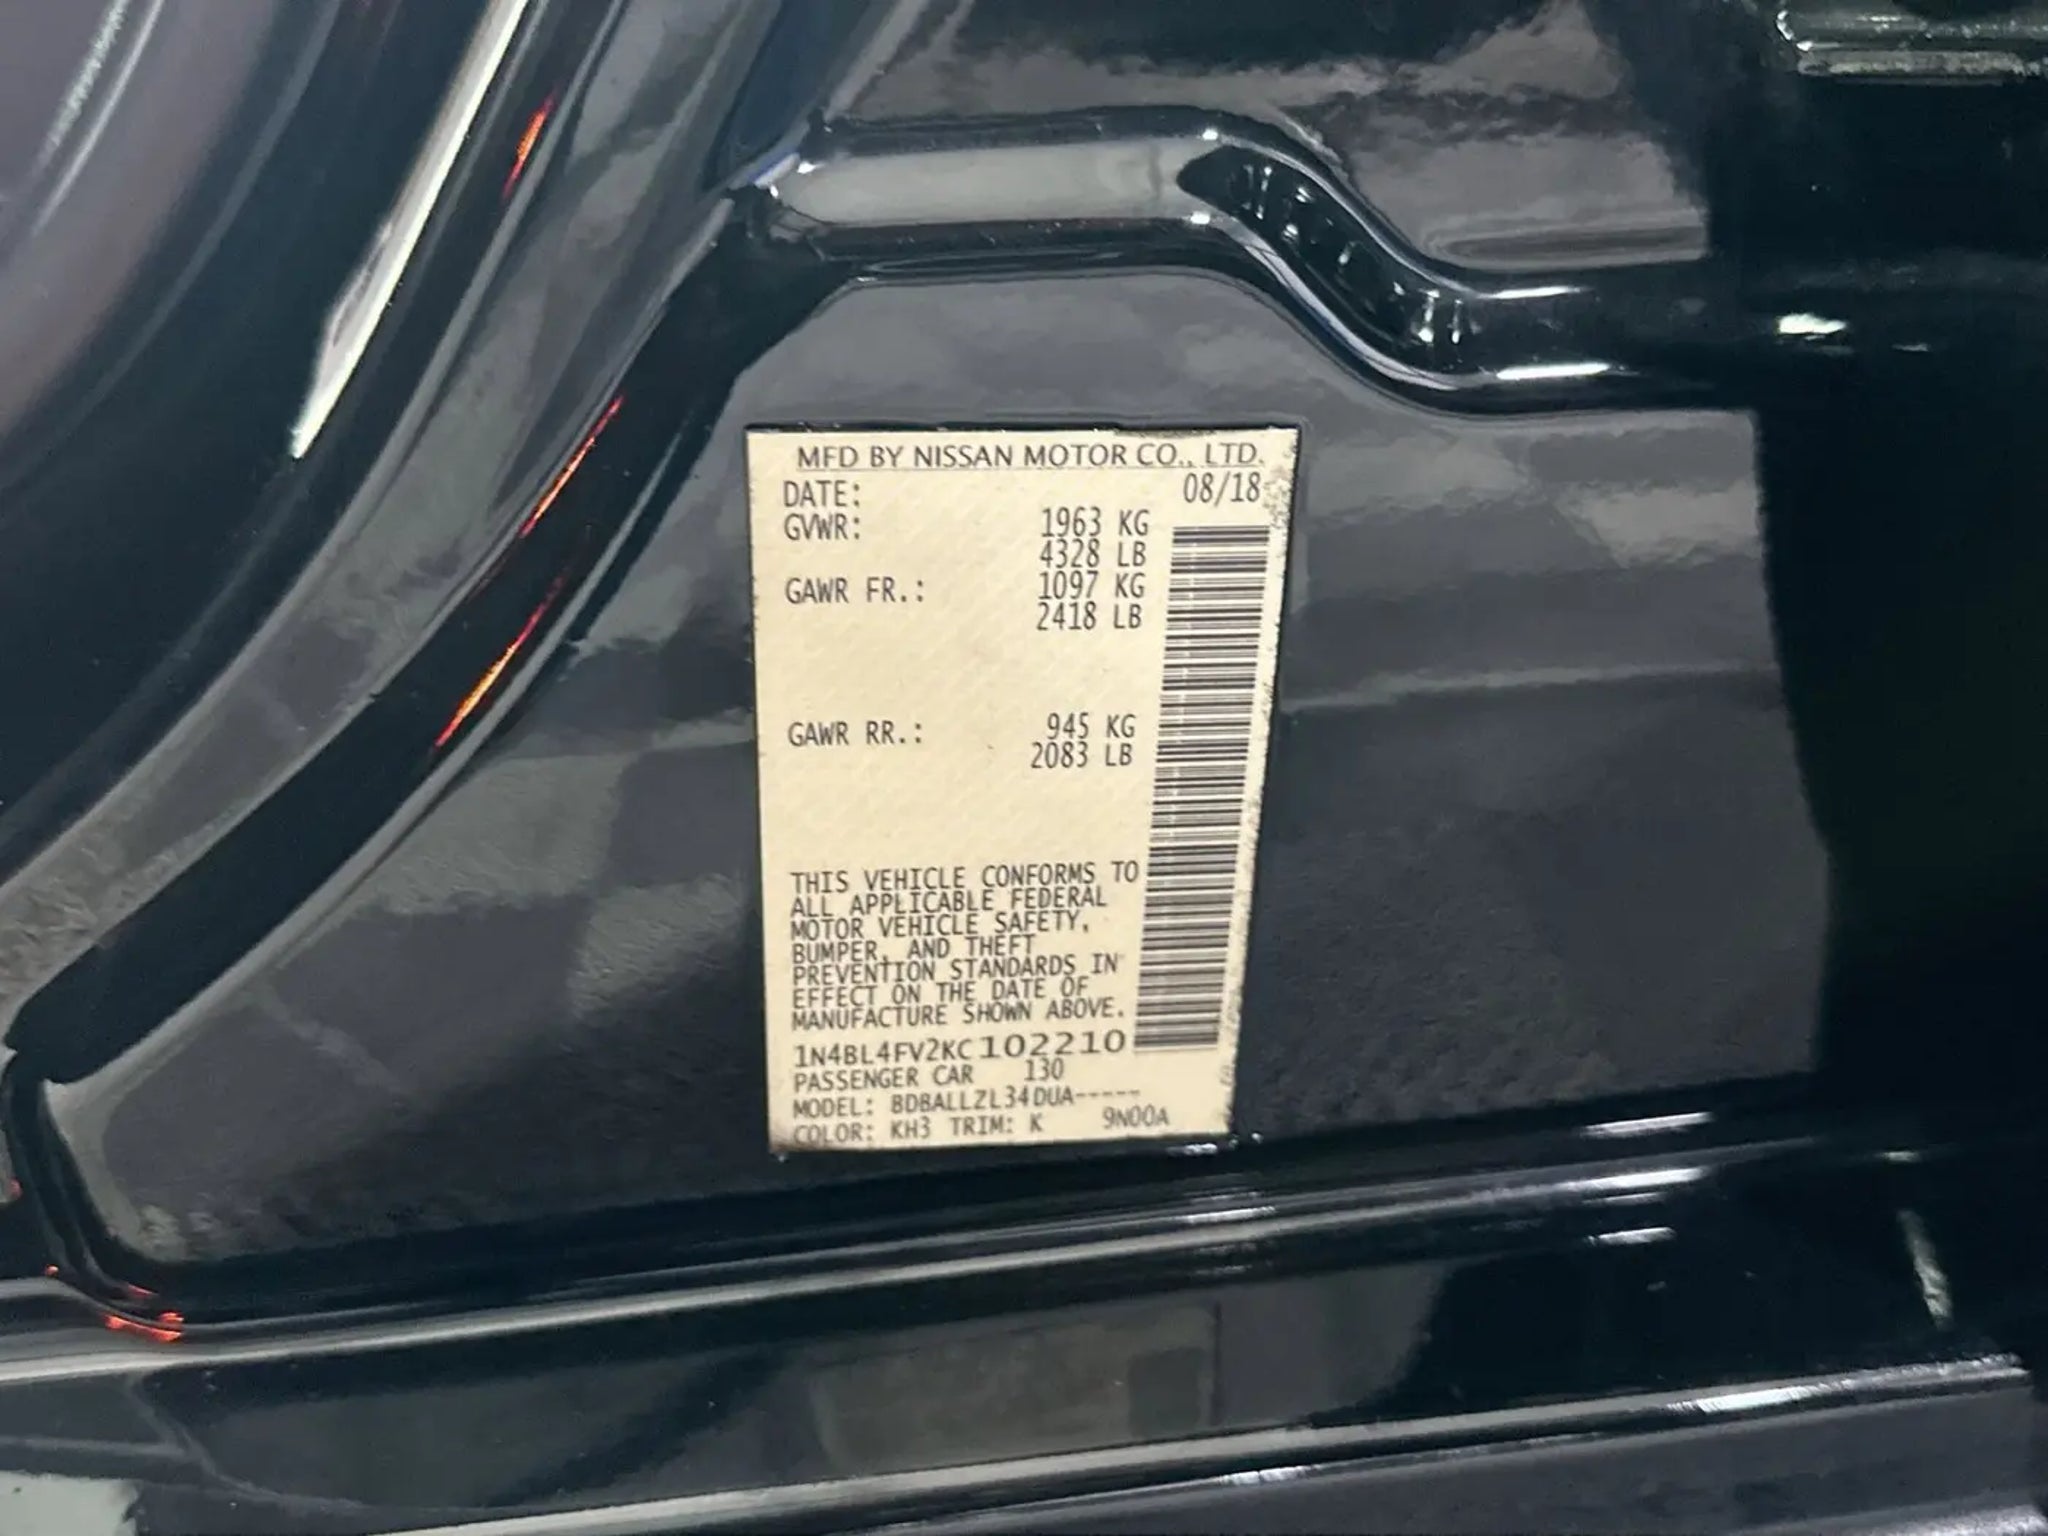 MFD BY NISSAN MOTOR CO., LTD.
DATE: 08/18
GVWR: 1963 KG
4328 LB
GAWR FR.: 1097 KG
2418 LB
GAWR RR.: 945 KG
2083 LB
THIS VEHICLE CONFORMS TO
ALL APPLICABLE FEDERAL
MOTOR VEHICLE SAFETY,
BUMPER, AND THEFT
PREVENTION STANDARDS IN
EFFECT ON THE DATE OF
MANUFACTURE SHOWN ABOVE.
1N4BL4FV2KC102210
PASSENGER CAR 130
MODEL: BDBALLZL34DUA-----
COLOR: KH3 TRIM: K 9N00A